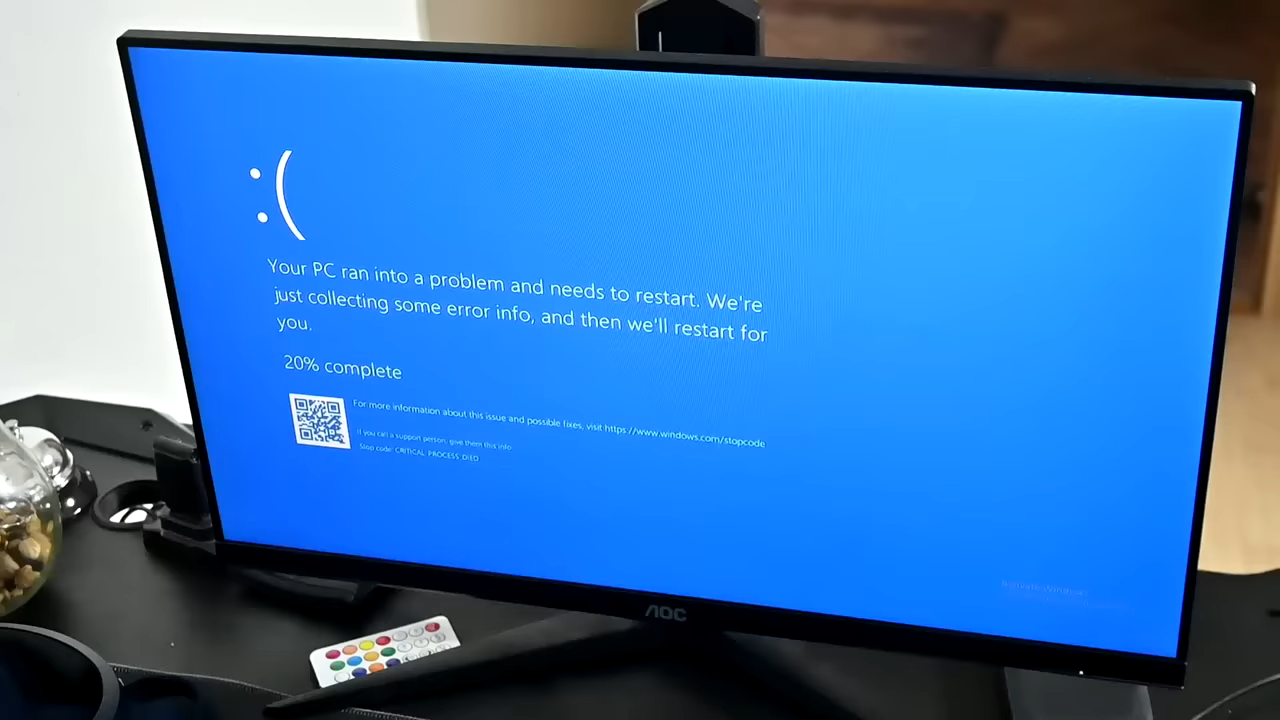 :(
Your PC ran into a problem and needs to restart. We're
just collecting some error info, and then we'll restart for
you.
20% complete
For more information about this issue and possible fixes, visit https://www.windows.com/stopcode
If you call a support person, give them this info:
Stop code: CRITICAL PROCESS DIED
AOC